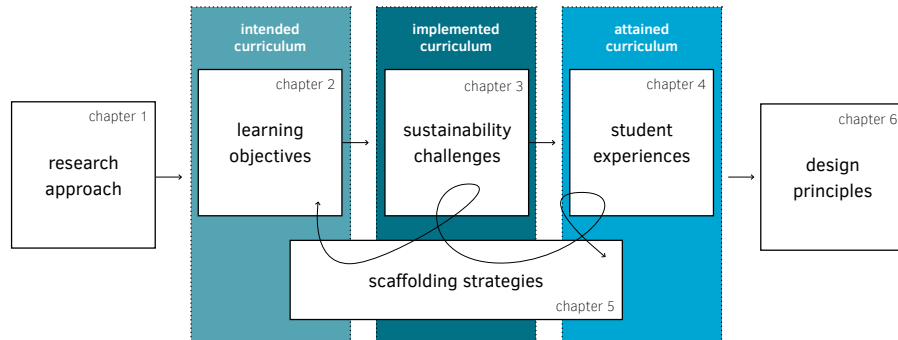 intended
curriculum
implemented
curriculum
attained
curriculum
chapter 1
research
approach
chapter 2
learning
objectives
chapter 3
sustainability
challenges
chapter 4
student
experiences
chapter 6
design
principles
scaffolding strategies
chapter 5